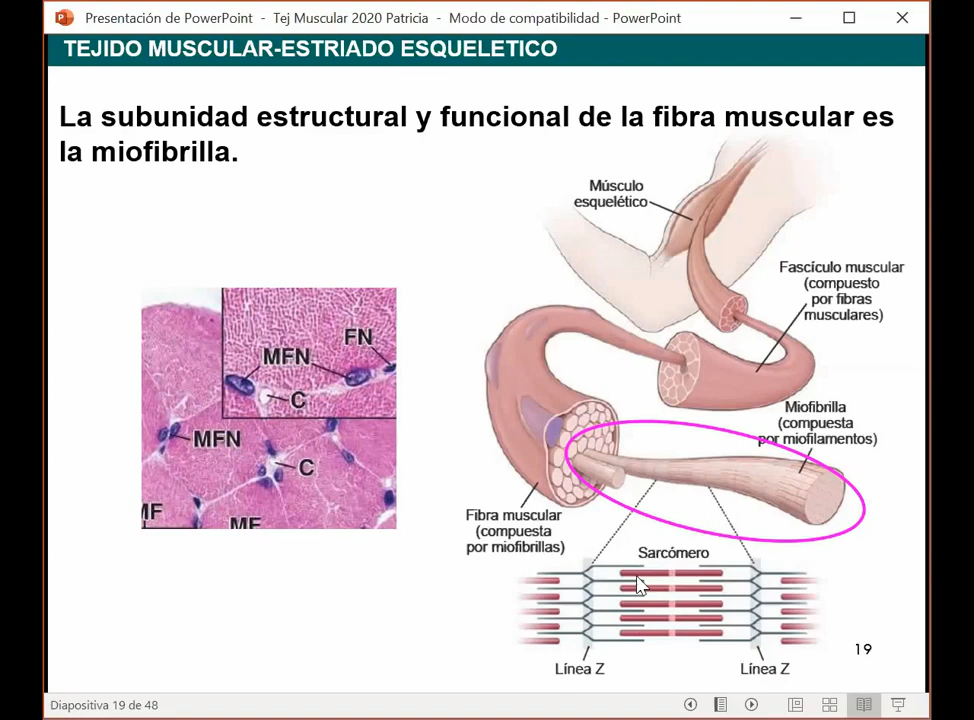 Presentación de PowerPoint - Tej Muscular 2020 Patricia - Modo de compatibilidad - PowerPoint
TEJIDO MUSCULAR-ESTRIADO ESQUELETICO
La subunidad estructural y funcional de la fibra muscular es
la miofibrilla.
Músculo
esquelético
Fascículo muscular
(compuesto
por fibras
musculares)
FN
MFN
C
MFN
C
MF
MF
Miofibrilla
(compuesta
por miofilamentos)
Fibra muscular
(compuesta
por miofibrillas)
Sarcómero
Línea Z
Línea Z
19
Diapositiva 19 de 48